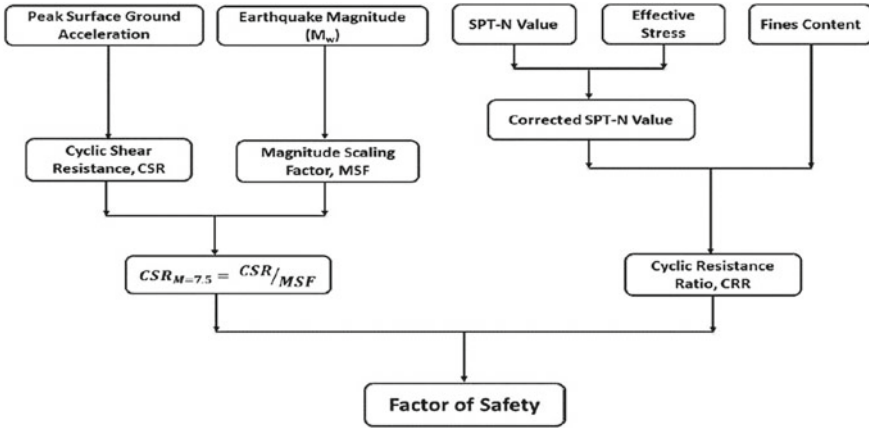 Peak Surface Ground
Acceleration
Earthquake Magnitude
(Mw)
SPT-N Value
Effective
Stress
Fines Content
Corrected SPT-N Value
Cyclic Shear
Resistance, CSR
Magnitude Scaling
Factor, MSF
CSR M=7.5 = CSR/MSF
Cyclic Resistance
Ratio, CRR
Factor of Safety